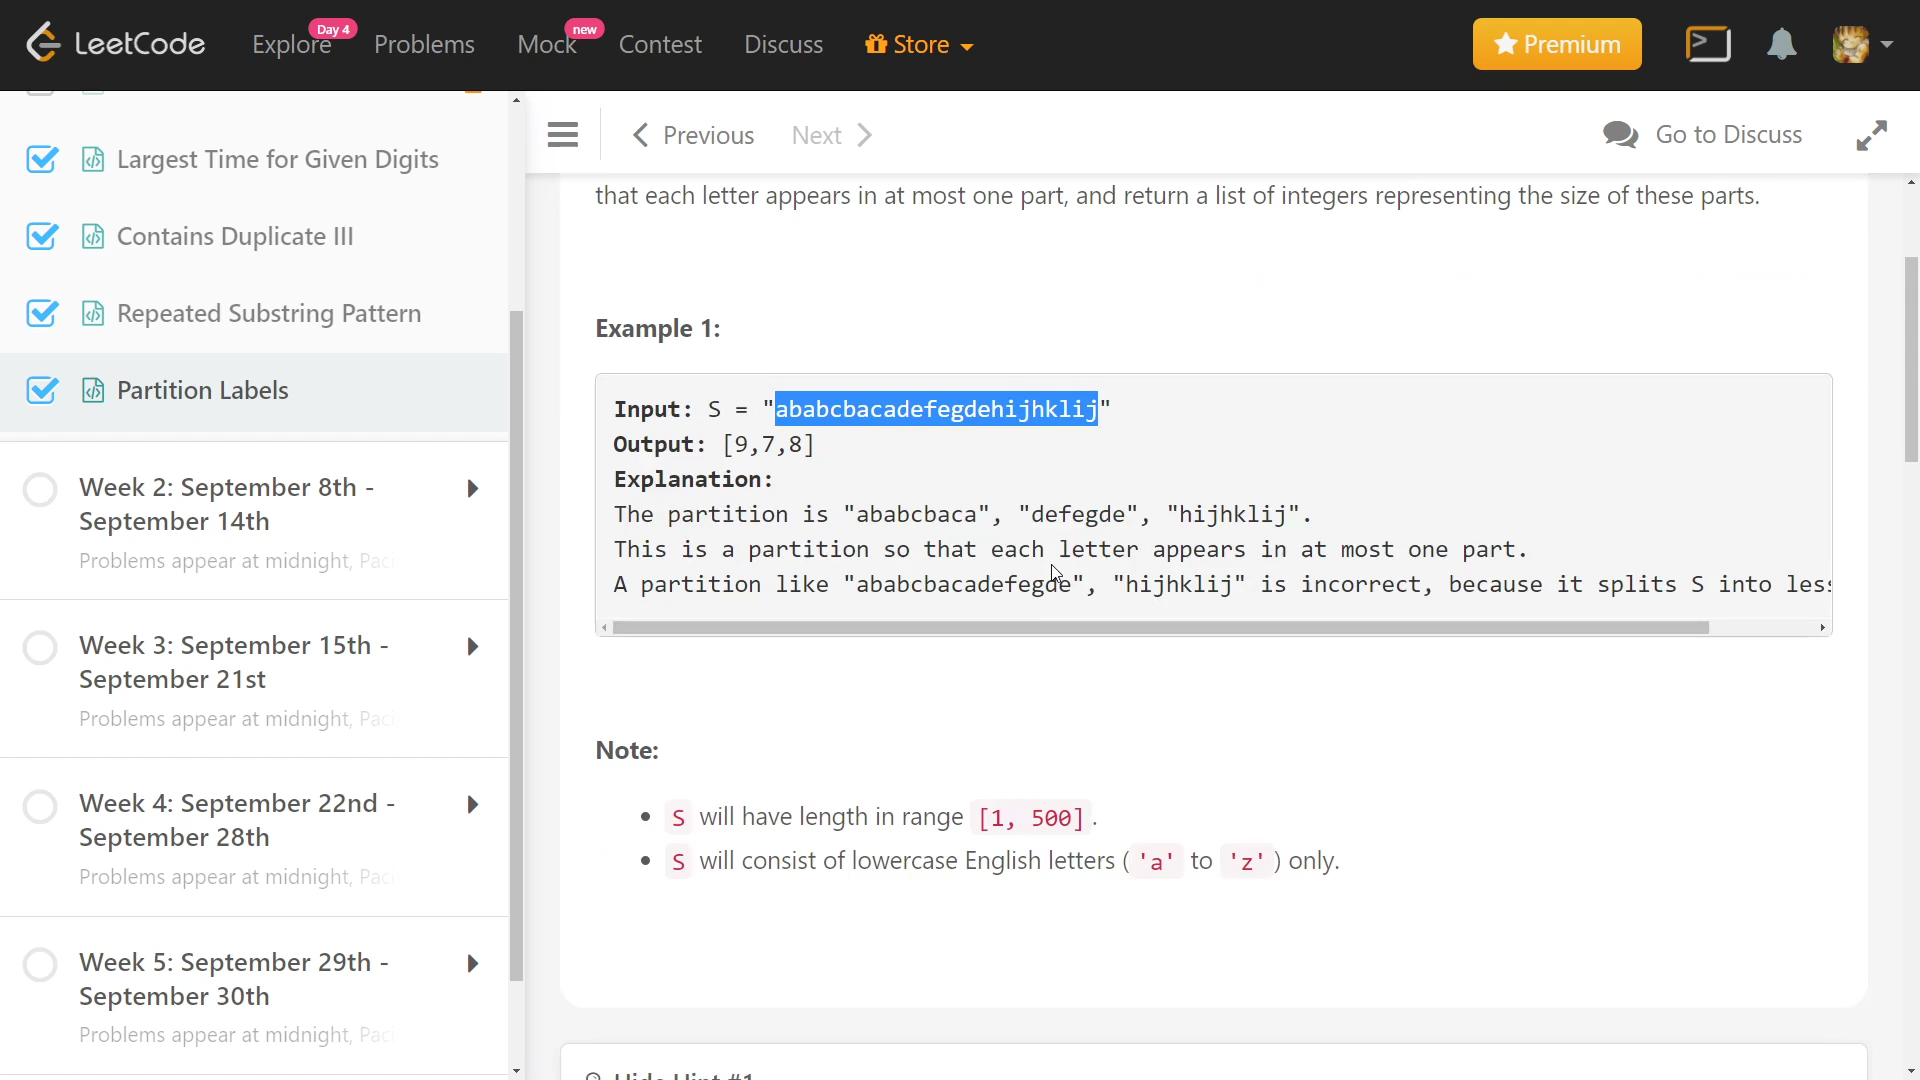 LeetCode
Explore
Day 4
Problems
Mock
new
Contest
Discuss
Store
Premium
Largest Time for Given Digits
Contains Duplicate III
Repeated Substring Pattern
Partition Labels
Week 2: September 8th -
September 14th
Problems appear at midnight, Paci
Week 3: September 15th -
September 21st
Problems appear at midnight, Paci
Week 4: September 22nd -
September 28th
Problems appear at midnight, Paci
Week 5: September 29th -
September 30th
Problems appear at midnight, Paci
Previous
Next
Go to Discuss
that each letter appears in at most one part, and return a list of integers representing the size of these parts.
Example 1:
Input: S = "ababcbacadefegdehijhklij"
Output: [9,7,8]
Explanation:
The partition is "ababcbaca", "defegde", "hijhklij".
This is a partition so that each letter appears in at most one part.
A partition like "ababcbacadefegde", "hijhklij" is incorrect, because it splits S into less
Note:
• S will have length in range [1, 500].
• S will consist of lowercase English letters ('a' to 'z') only.
Hide Hint #1